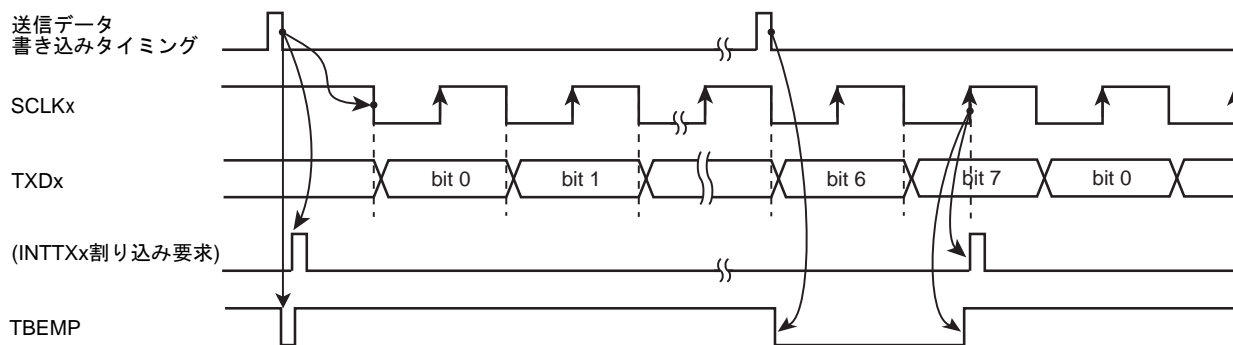 送信データ
書き込みタイミング
SCLKx
TXDx
bit 0
bit 1
bit 6
bit 7
bit 0
(INTTXx割り込み要求)
TBEMP